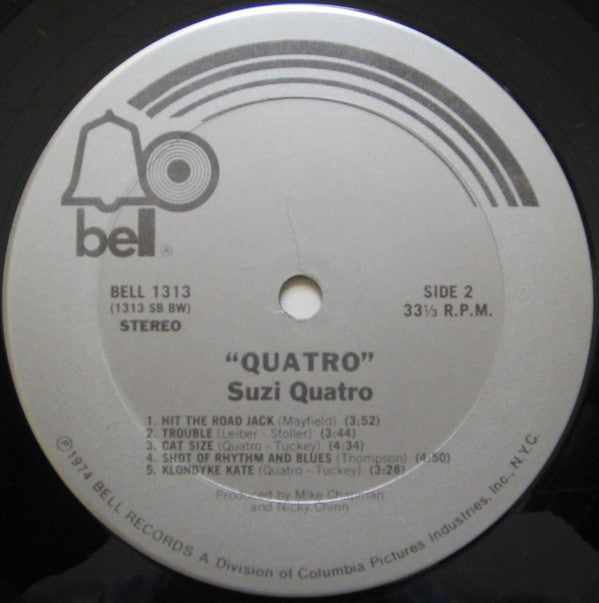 bell®
BELL 1313
(1313 SB BW)
STEREO
SIDE 2
33⅓ R.P.M.
"QUATRO"
Suzi Quatro
1. HIT THE ROAD JACK (Mayfield) (3:52)
2. TROUBLE (Leiber - Stoller) (3:44)
3. CAT SIZE (Quatro - Tuckey) (4:34)
4. SHOT OF RHYTHM AND BLUES (Thompson) (4:50)
5. KLONDYKE KATE (Quatro - Tuckey) (3:28)
Produced by Mike Chapman
and Nicky Chinn
℗1974 BELL RECORDS A Division of Columbia Pictures Industries, Inc., N.Y.C.